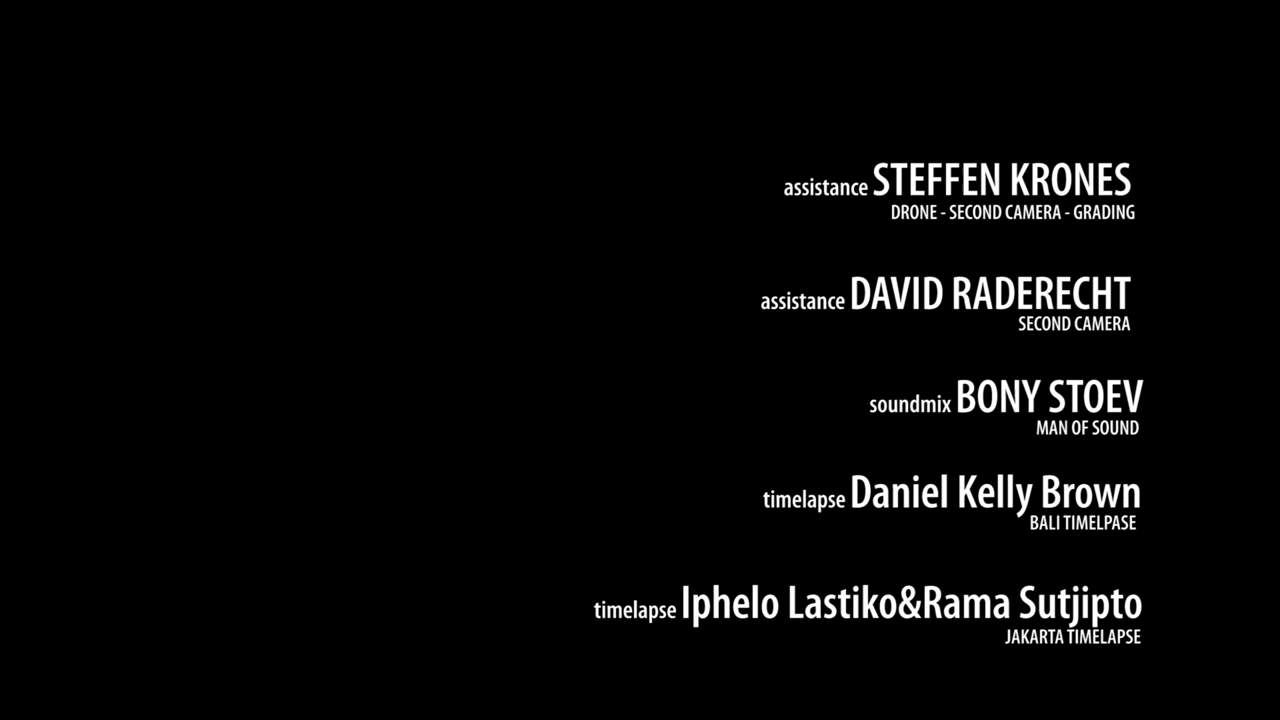 assistance STEFFEN KRONES
DRONE - SECOND CAMERA - GRADING
assistance DAVID RADERECHT
SECOND CAMERA
soundmix BONY STOEV
MAN OF SOUND
timelapse Daniel Kelly Brown
BALI TIMELPASE
timelapse Iphelo Lastiko&Rama Sutjipto
JAKARTA TIMELAPSE